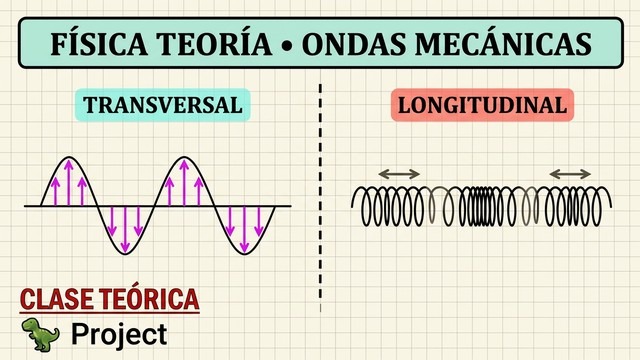 FÍSICA TEORÍA • ONDAS MECÁNICAS
TRANSVERSAL
LONGITUDINAL
CLASE TEÓRICA
Project